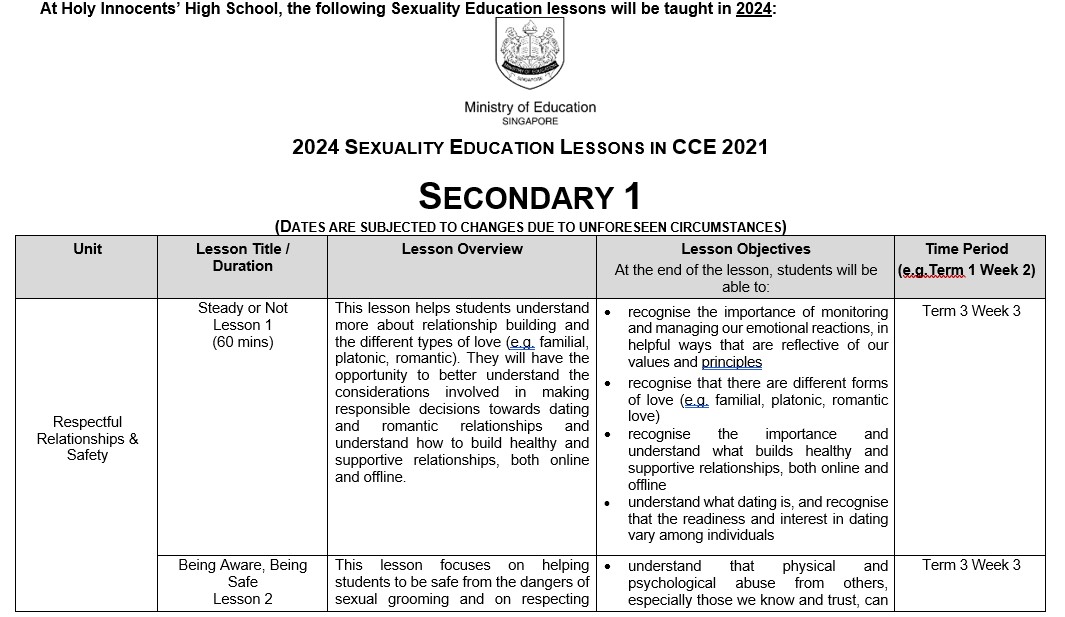 At Holy Innocents' High School, the following Sexuality Education lessons will be taught in 2024:
Ministry of Education
SINGAPORE
2024 SEXUALITY EDUCATION LESSONS IN CCE 2021
SECONDARY 1
(DATES ARE SUBJECTED TO CHANGES DUE TO UNFORESEEN CIRCUMSTANCES)
Unit
Lesson Title /
Duration
Lesson Overview
Lesson Objectives
At the end of the lesson, students will be
able to:
Time Period
(e.g.Term 1 Week 2)
Respectful
Relationships &
Safety
Steady or Not
Lesson 1
(60 mins)
This lesson helps students understand
more about relationship building and
the different types of love (e.g. familial,
platonic, romantic). They will have the
opportunity to better understand the
considerations involved in making
responsible decisions towards dating
and romantic relationships and
understand how to build healthy and
supportive relationships, both online
and offline.
• recognise the importance of monitoring
and managing our emotional reactions, in
helpful ways that are reflective of our
values and principles
• recognise that there are different forms
of love (e.g. familial, platonic, romantic
love)
• recognise the importance and
understand what builds healthy and
supportive relationships, both online and
offline
• understand what dating is, and recognise
that the readiness and interest in dating
vary among individuals
Term 3 Week 3
Being Aware, Being
Safe
Lesson 2
This lesson focuses on helping
students to be safe from the dangers of
sexual grooming and on respecting
• understand that physical and
psychological abuse from others,
especially those we know and trust, can
Term 3 Week 3